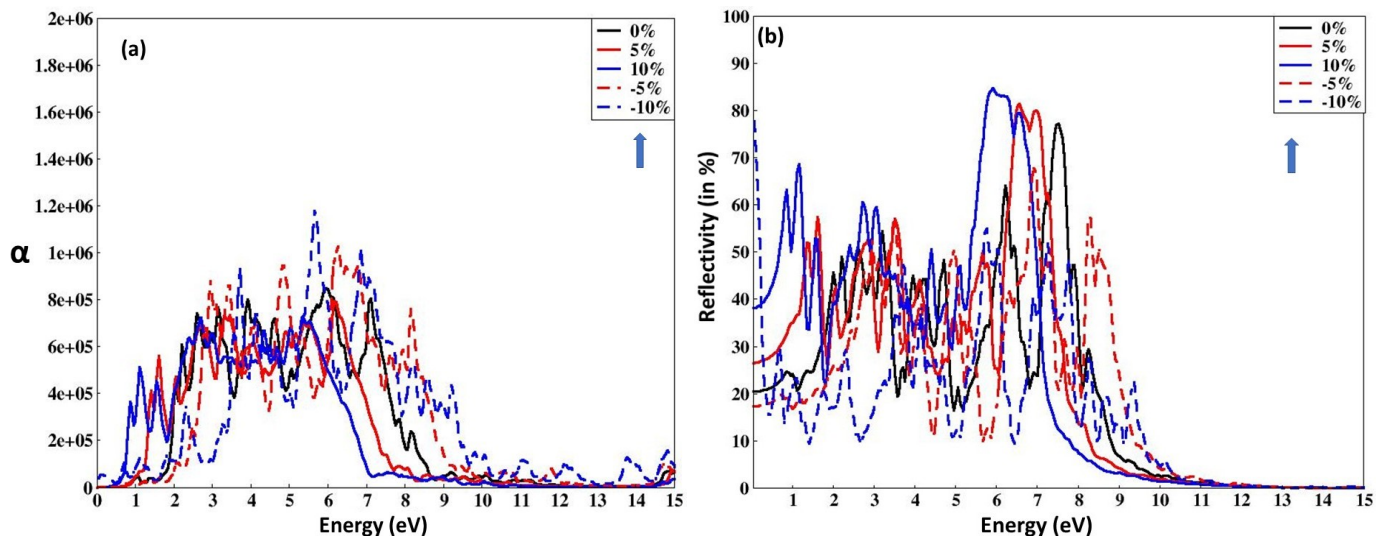 2e+06
1.8e+06
1.6e+06
1.4e+06
1.2e+06
1e+06
8e+05
6e+05
4e+05
2e+05
0
α
(a)
0%
5%
10%
-5%
-10%
0 1 2 3 4 5 6 7 8 9 10 11 12 13 14 15
Energy (eV)
100
90
80
70
60
50
40
30
20
10
0
Reflectivity (in %)
(b)
0%
5%
10%
-5%
-10%
1 2 3 4 5 6 7 8 9 10 11 12 13 14 15
Energy (eV)